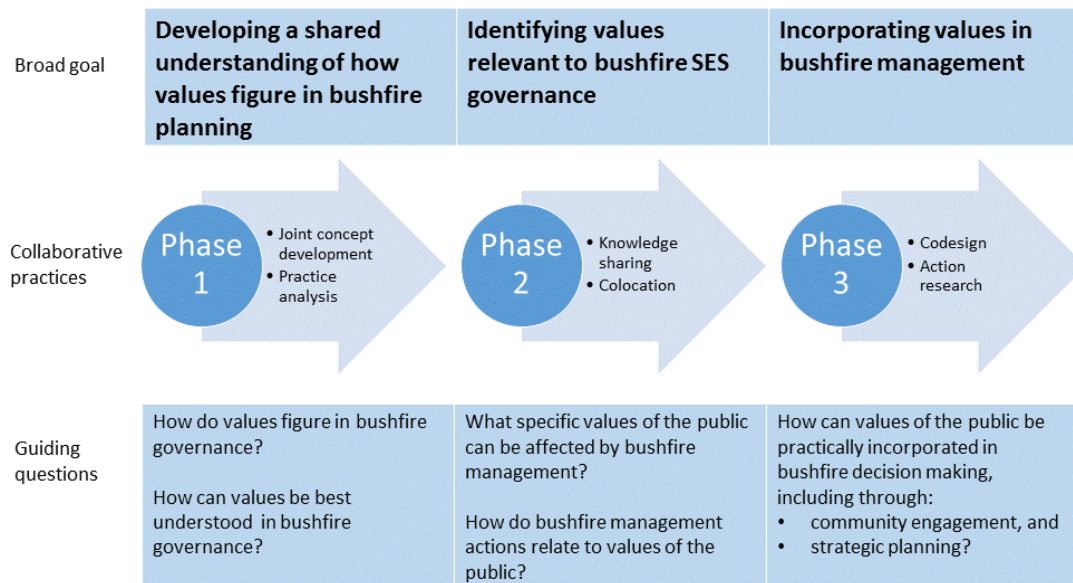 Broad goal
Developing a shared
understanding of how
values figure in bushfire
planning
Identifying values
relevant to bushfire SES
governance
Incorporating values in
bushfire management
Collaborative
practices
Phase
1
• Joint concept
development
• Practice
analysis
Phase
2
• Knowledge
sharing
• Colocation
Phase
3
• Codesign
• Action
research
Guiding
questions
How do values figure in bushfire
governance?
How can values be best
understood in bushfire
governance?
What specific values of the public
can be affected by bushfire
management?
How do bushfire management
actions relate to values of the
public?
How can values of the public be
practically incorporated in
bushfire decision making,
including through:
• community engagement, and
• strategic planning?